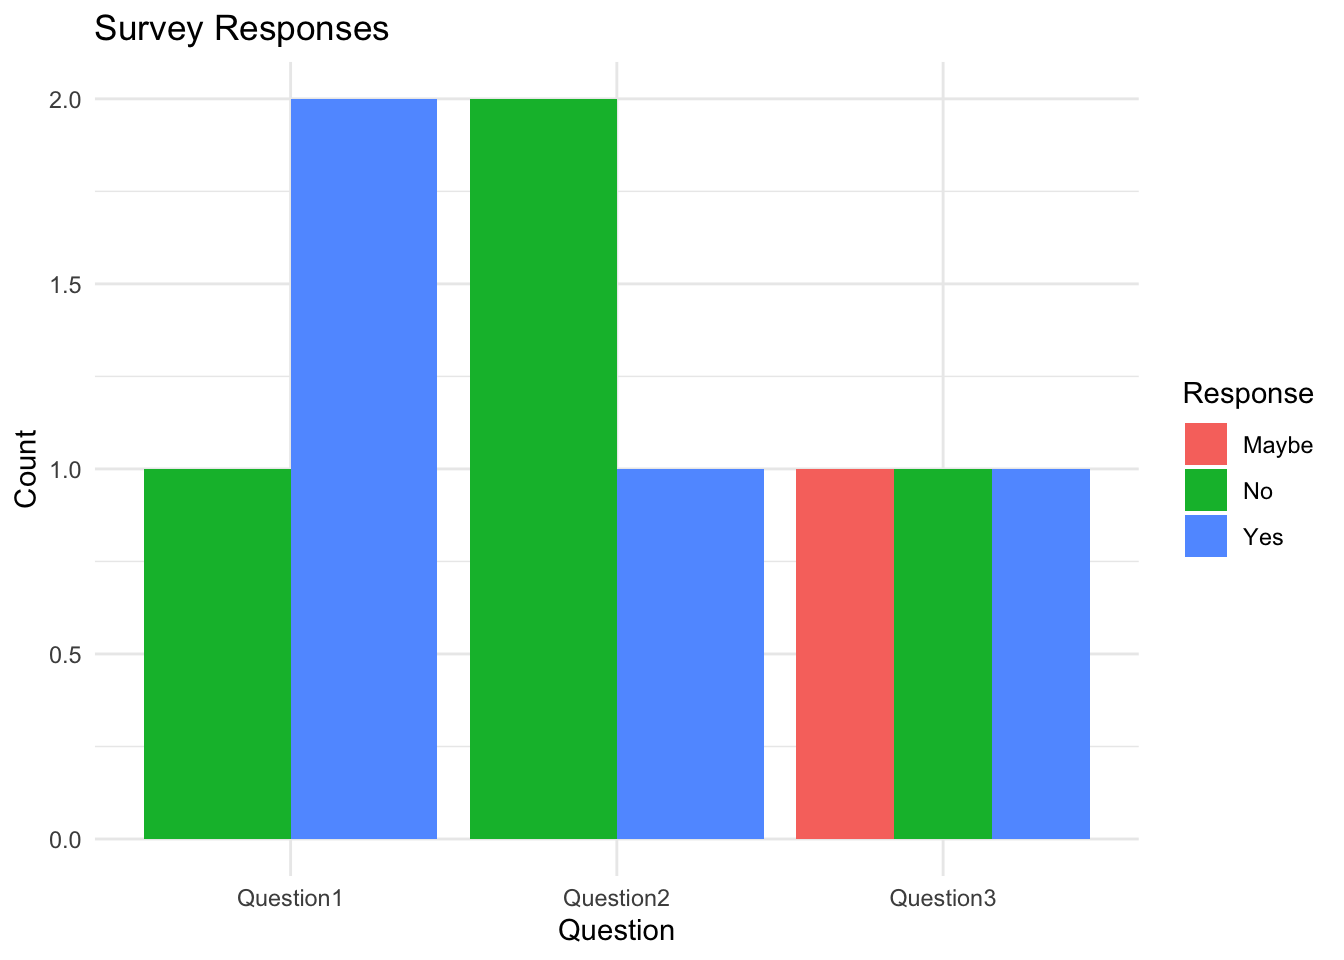 Survey Responses
2.0
1.5
1.0
0.5
0.0
Count
Question1
Question2
Question3
Question
Response
Maybe
No
Yes